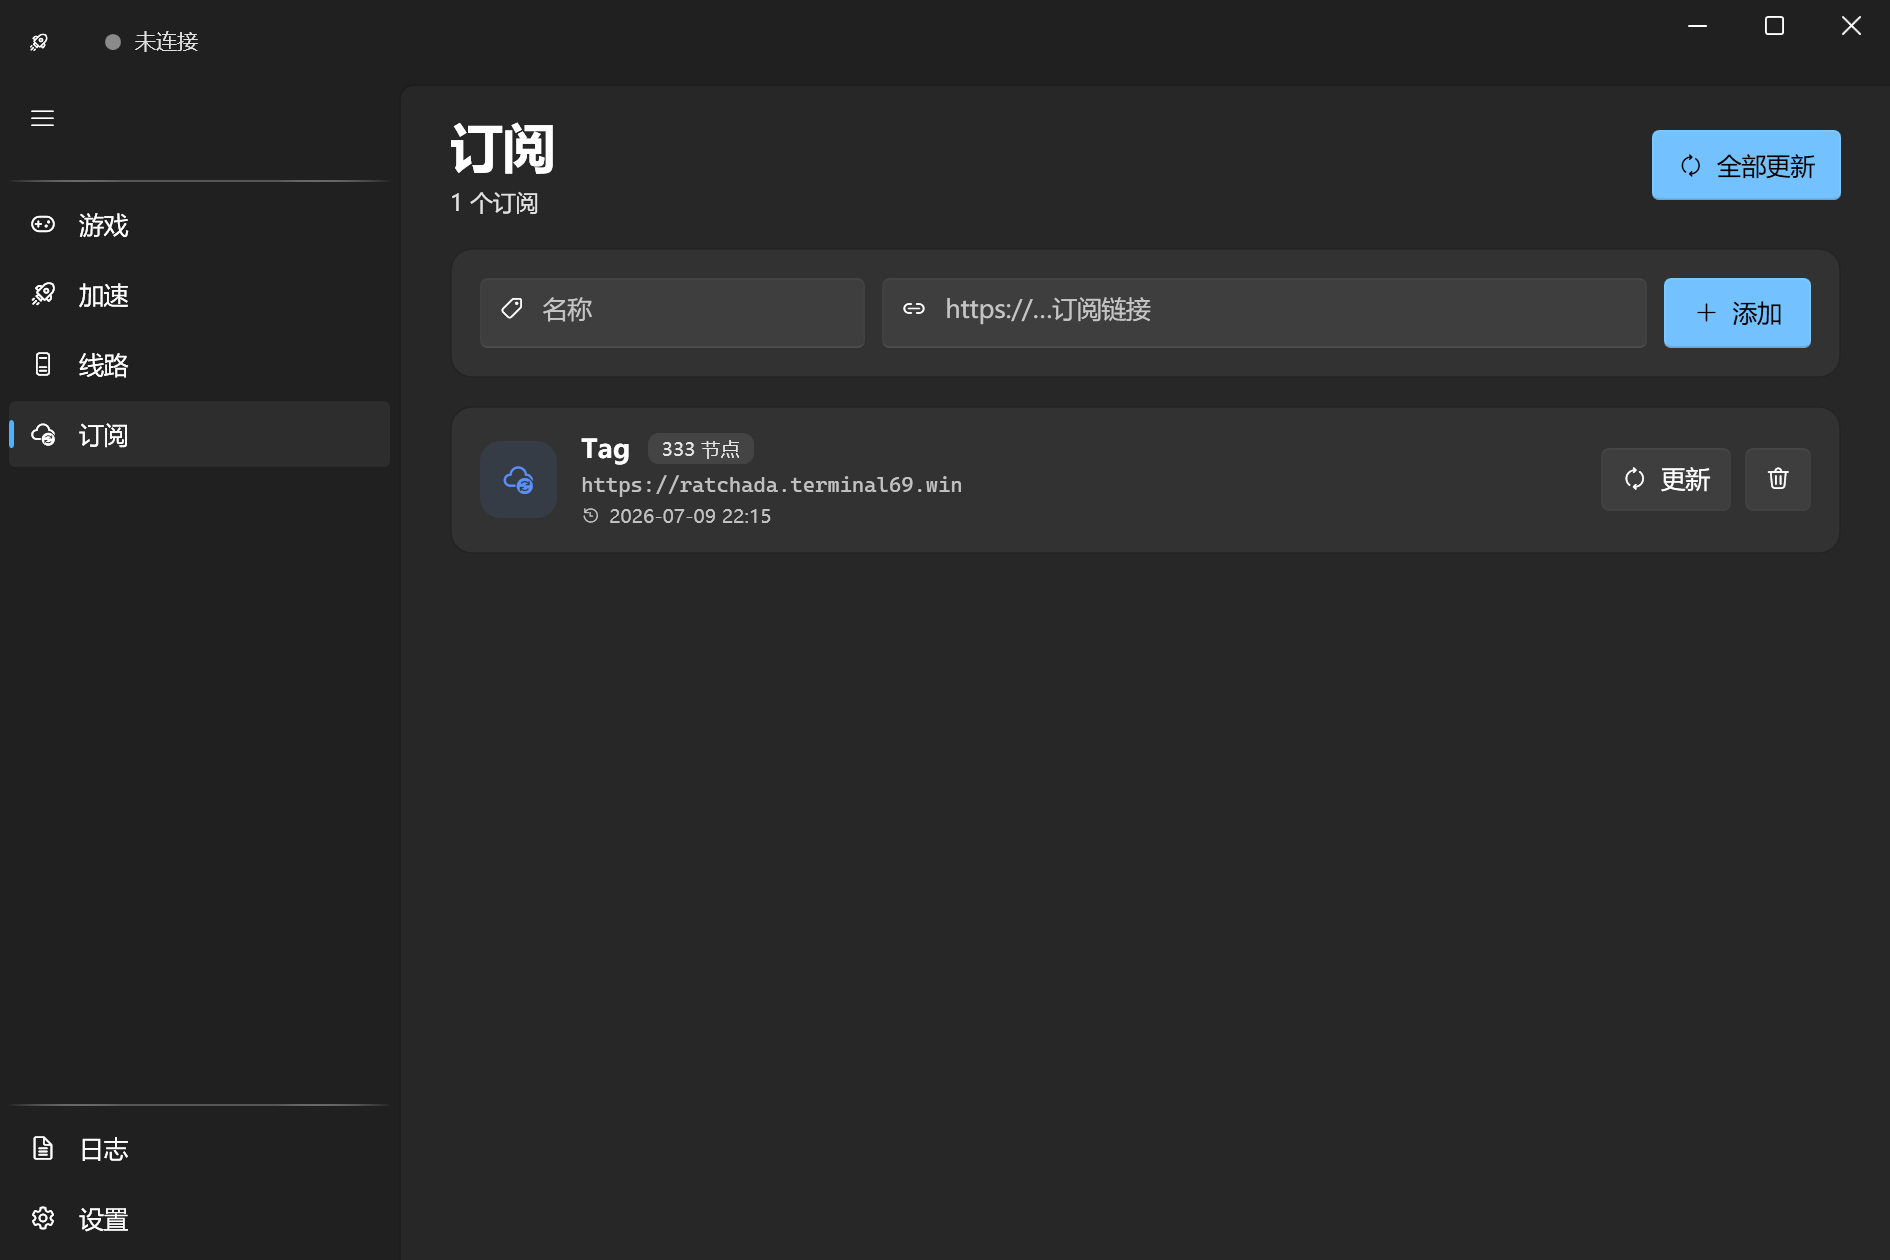 未连接
游戏
加速
线路
订阅
日志
设置
订阅
1 个订阅
全部更新
名称
https://...订阅链接
添加
Tag 333 节点
https://ratchada.terminal69.win
2026-07-09 22:15
更新